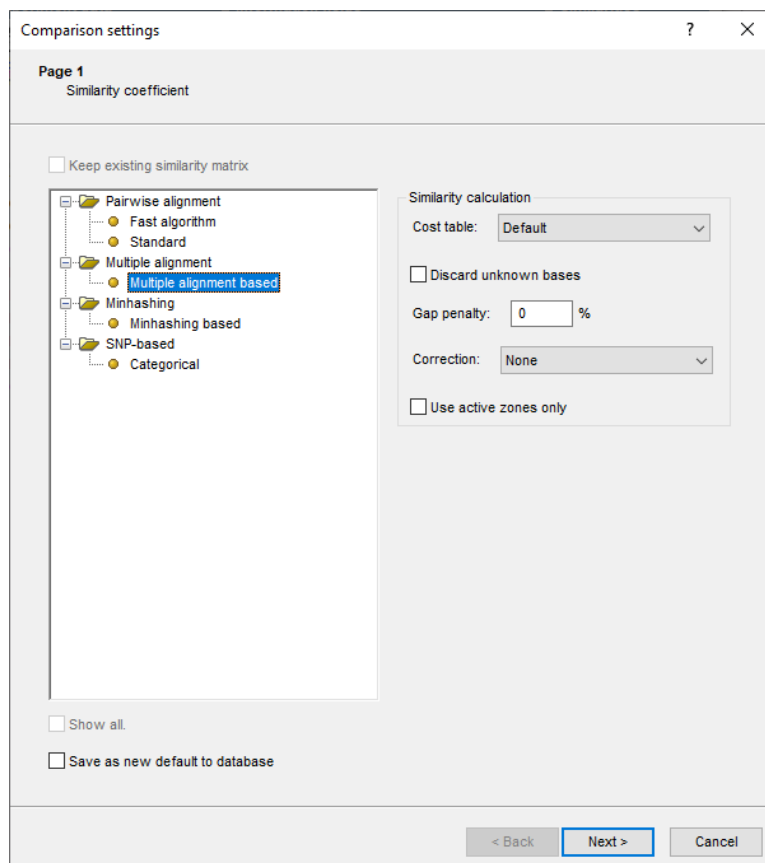 Comparison settings
?
Page 1
Similarity coefficient
Keep existing similarity matrix
Pairwise alignment
Fast algorithm
Standard
Multiple alignment
Multiple alignment based
Minhashing
Minhashing based
SNP-based
Categorical
Similarity calculation
Cost table: Default
Discard unknown bases
Gap penalty: 0 %
Correction: None
Use active zones only
Show all.
Save as new default to database
< Back Next > Cancel